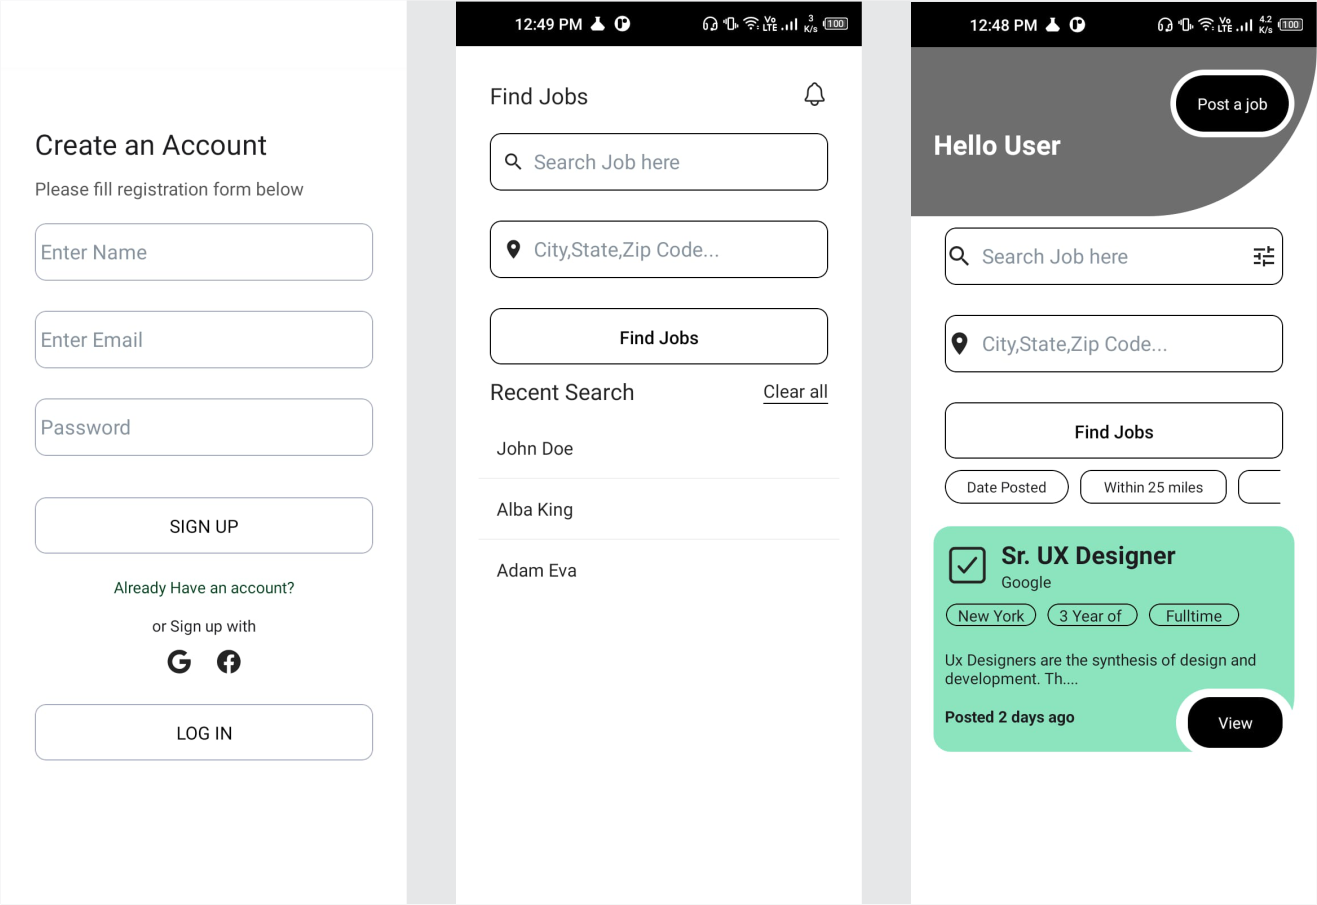 Create an Account
Please fill registration form below
Enter Name
Enter Email
Password
SIGN UP
Already Have an account?
or Sign up with
LOG IN
12:49 PM
Vo LTE
3 K/s
100
Find Jobs
Search Job here
City,State,Zip Code...
Find Jobs
Recent Search
Clear all
John Doe
Alba King
Adam Eva
12:48 PM
Vo LTE
4.2 K/s
100
Post a job
Hello User
Search Job here
City,State,Zip Code...
Find Jobs
Date Posted
Within 25 miles
Sr. UX Designer
Google
New York
3 Year of
Fulltime
Ux Designers are the synthesis of design and
development. Th....
Posted 2 days ago
View